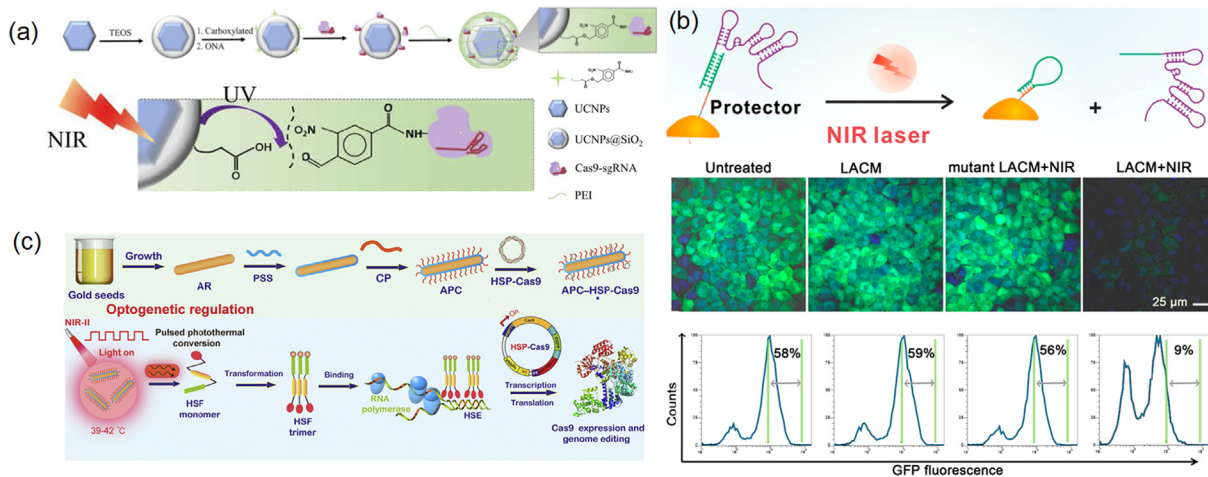 (a)
TEOS
1. Carboxylated
2. ONA
NO₂
NH
UCNPs
UCNPs@SiO₂
Cas9-sgRNA
PEI
NIR
UV
OH
O₂N
O
NH
O
(b)
Protector
NIR laser
+
Untreated
LACM
mutant LACM+NIR
LACM+NIR
25 μm
58%
59%
56%
9%
Counts
GFP fluorescence
(c)
Gold seeds
Growth
AR
PSS
CP
APC
HSP-Cas9
APC–HSP-Cas9
Optogenetic regulation
NIR-II
Light on
39-42 °C
Pulsed photothermal
conversion
HSF
monomer
Transformation
HSF
trimer
Binding
RNA
polymerase
HSE
On
Cas9
HSP-Cas9
Transcription
Translation
Cas9 expression and
genome editing